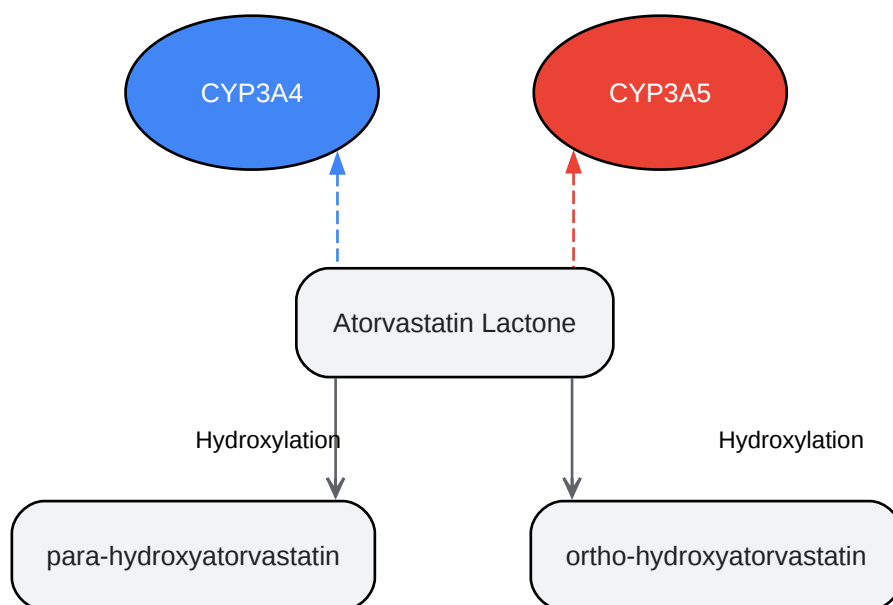 CYP3A4
CYP3A5
Atorvastatin Lactone
Hydroxylation
Hydroxylation
para-hydroxyatorvastatin
ortho-hydroxyatorvastatin